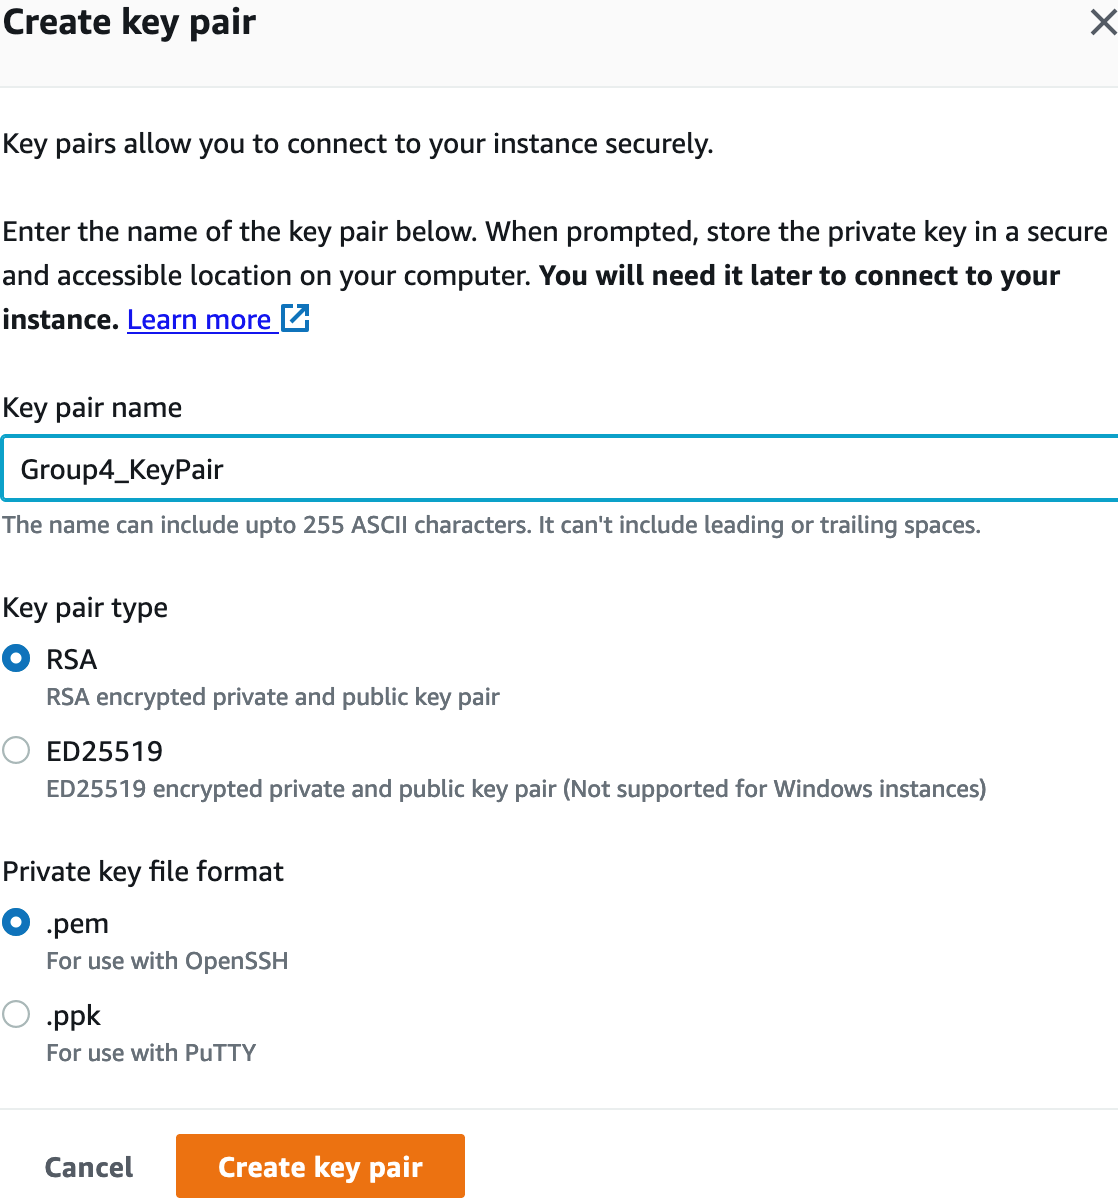 Create key pair
Key pairs allow you to connect to your instance securely.
Enter the name of the key pair below. When prompted, store the private key in a secure
and accessible location on your computer. You will need it later to connect to your
instance. Learn more
Key pair name
Group4_KeyPair
The name can include upto 255 ASCII characters. It can't include leading or trailing spaces.
Key pair type
RSA
RSA encrypted private and public key pair
ED25519
ED25519 encrypted private and public key pair (Not supported for Windows instances)
Private key file format
.pem
For use with OpenSSH
.ppk
For use with PuTTY
Cancel Create key pair